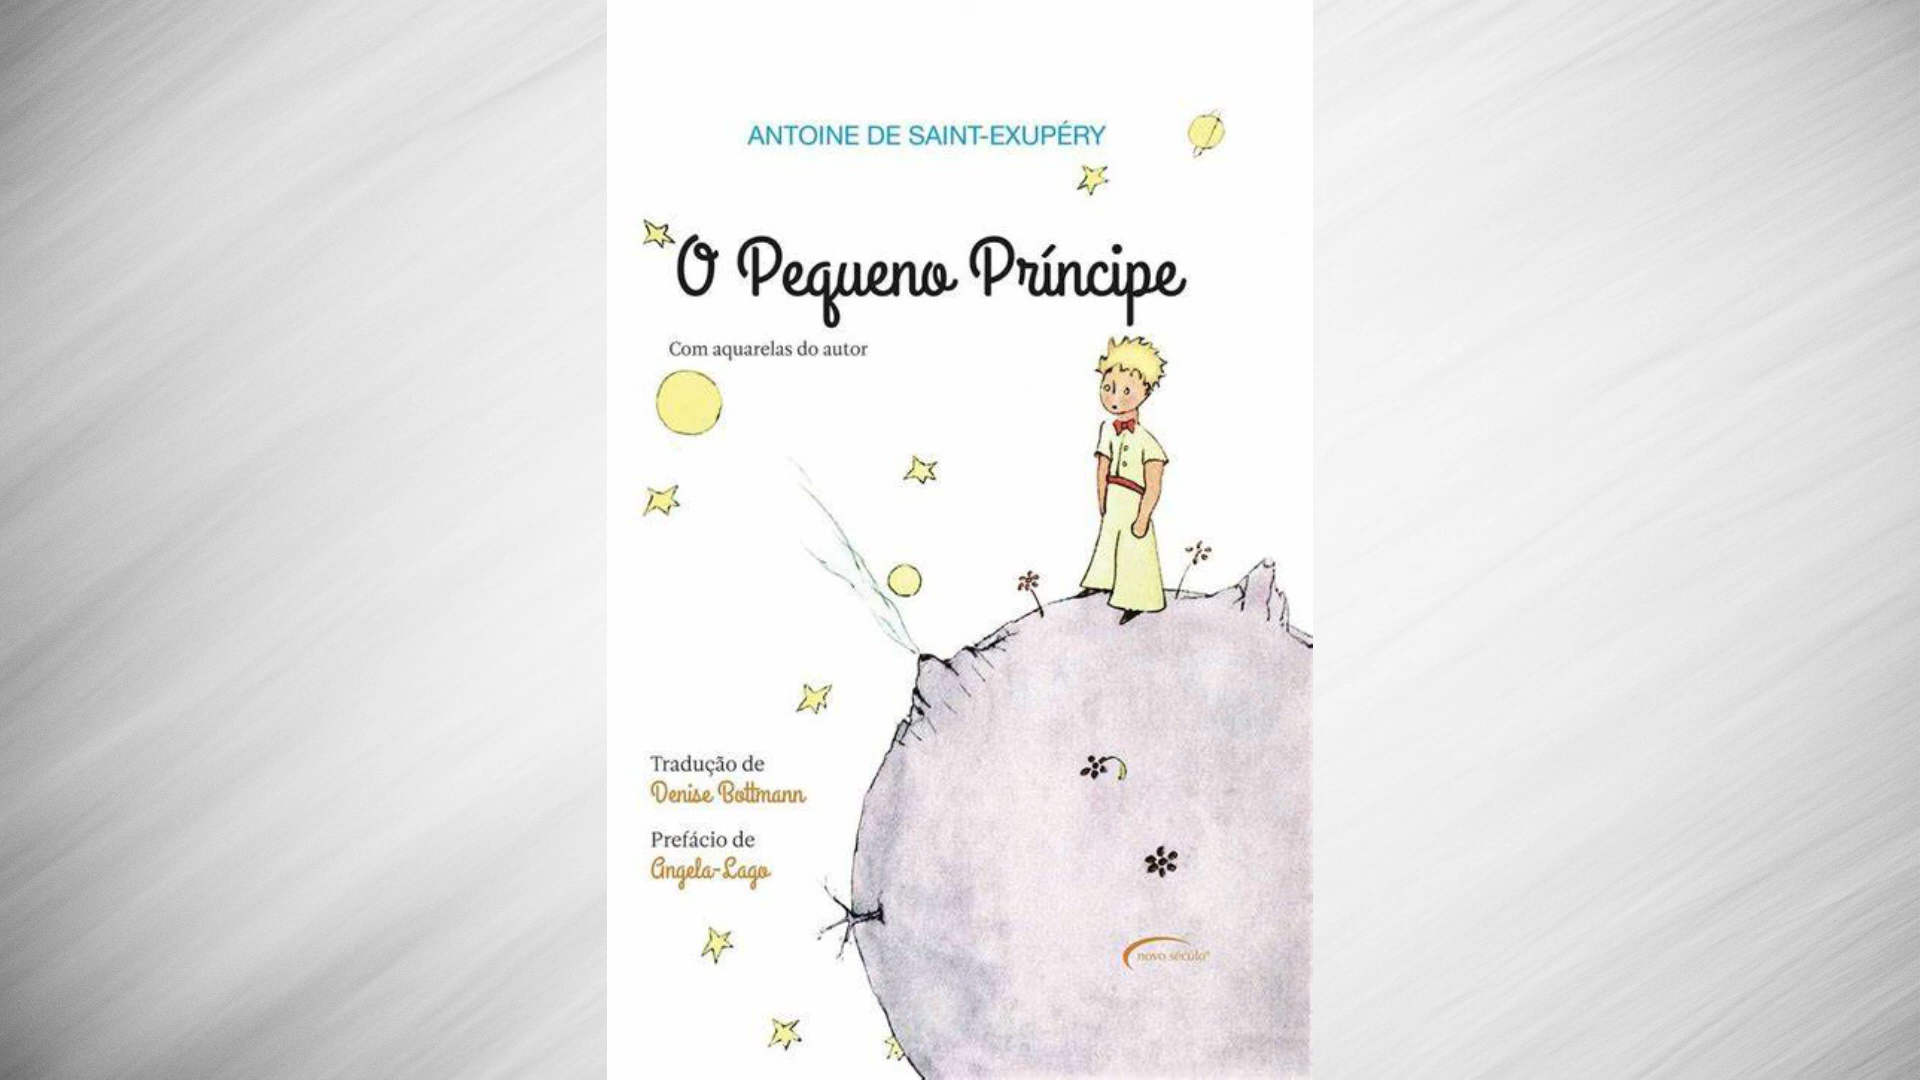 ANTOINE DE SAINT-EXUPÉRY
O Pequeno Príncipe
Com aquarelas do autor
Tradução de
Denise Bottmann
Prefácio de
Angela-Lago
novo século®